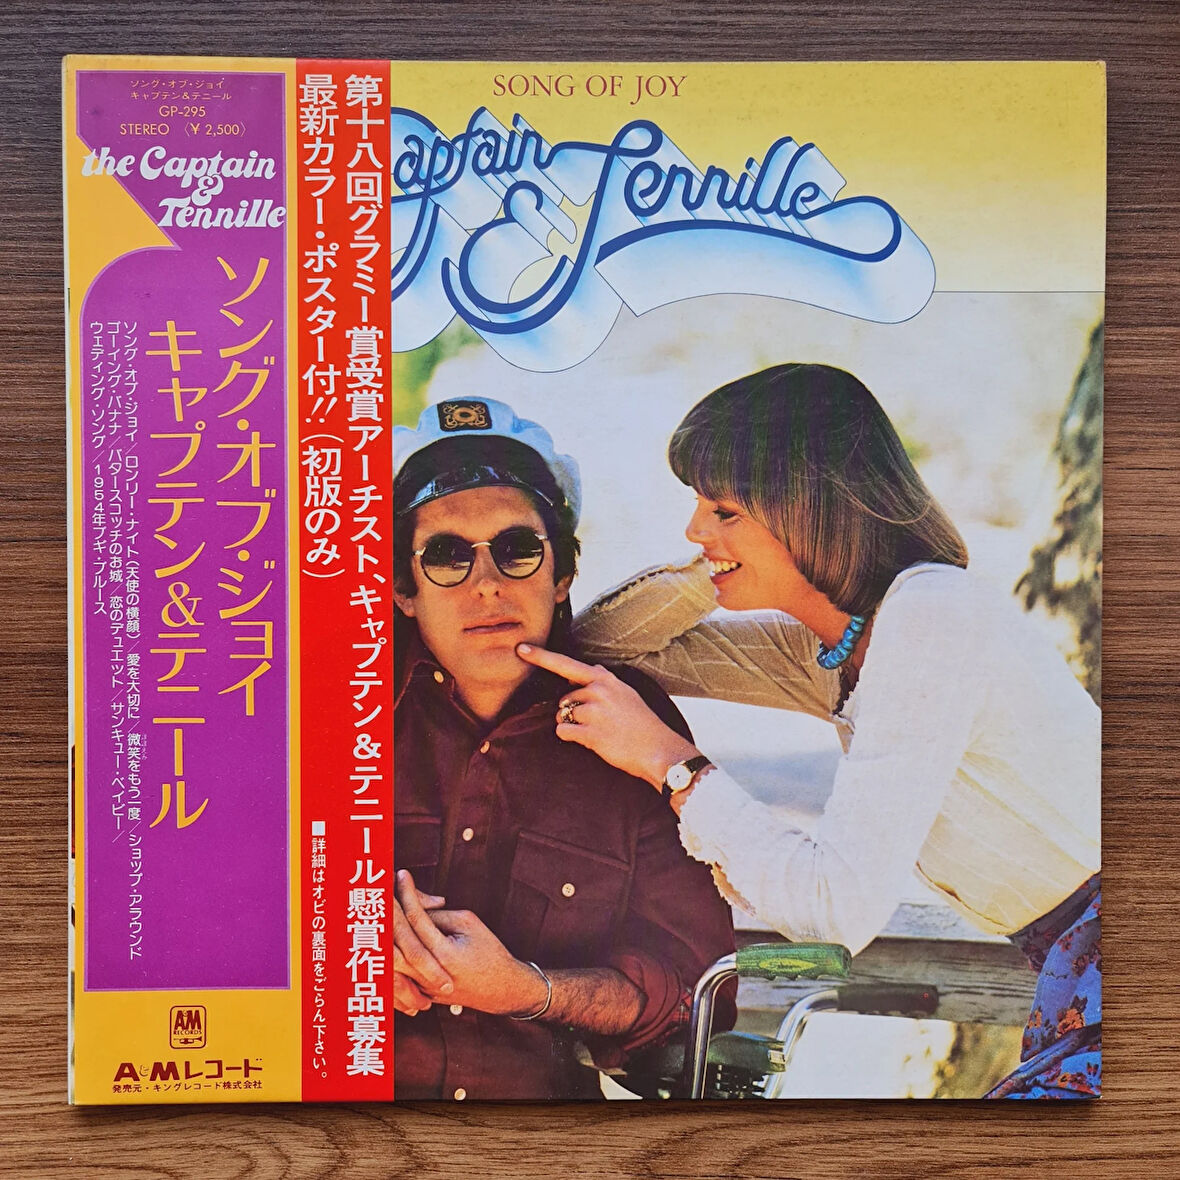 ソング・オブ・ジョイ
キャプテン&テニール
GP-295
STEREO 〈¥ 2,500〉
the Captain
&
Tennille
ソング・オブ・ジョイ
キャプテン&テニール
ソング・オブ・ジョイ/ロンリー・ナイト(天使の横顔)/愛を大切に/微笑をもう一度/ショップ・アラウンド
ほほえみ
ゴーイング・バナナ/バタースコッチのお城/恋のデュエット/サンキュー・ベイビー/
ウェディング・ソング/1954年ブギ・ブルース
A&M
RECORDS
A&Mレコード
発売元・キングレコード株式会社
第十八回グラミー賞受賞アーチスト、キャプテン&テニール懸賞作品募集
最新カラー・ポスター付!!(初版のみ)
■詳細はオビの裏面をごらん下さい。
SONG OF JOY
Captain
& Tennille